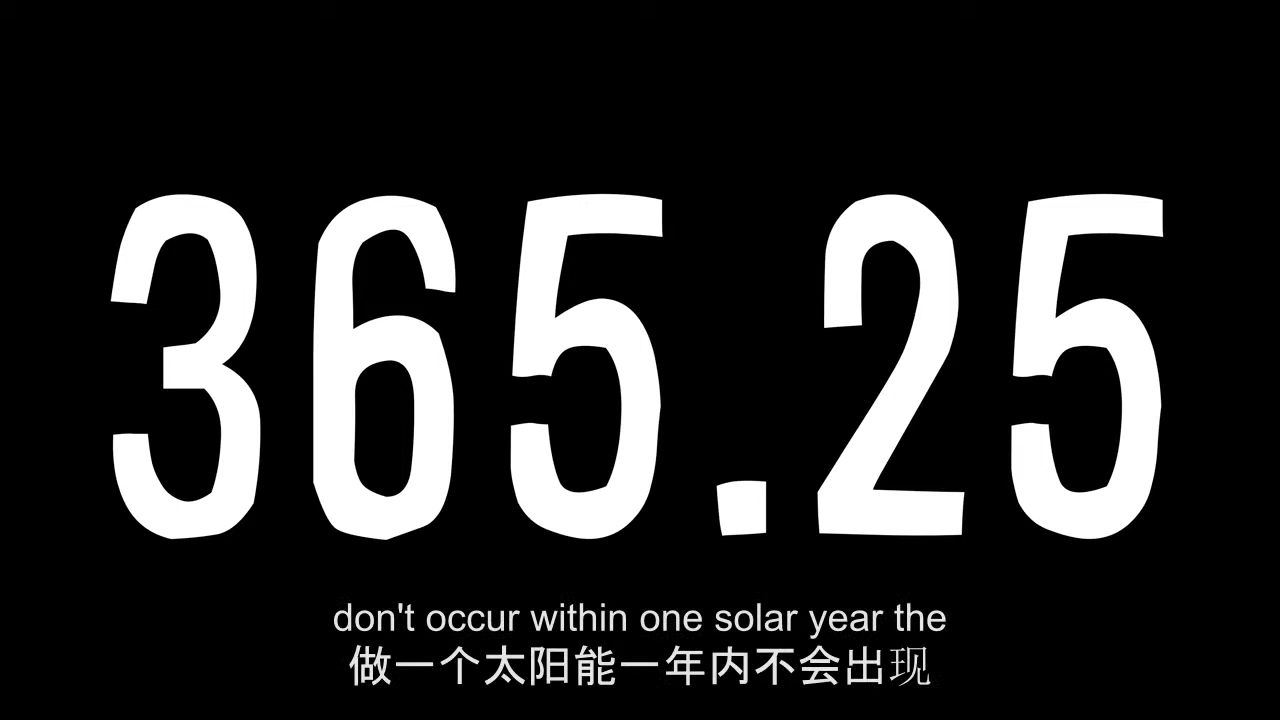 365.25
don't occur within one solar year the
做一个太阳能一年内不会出现